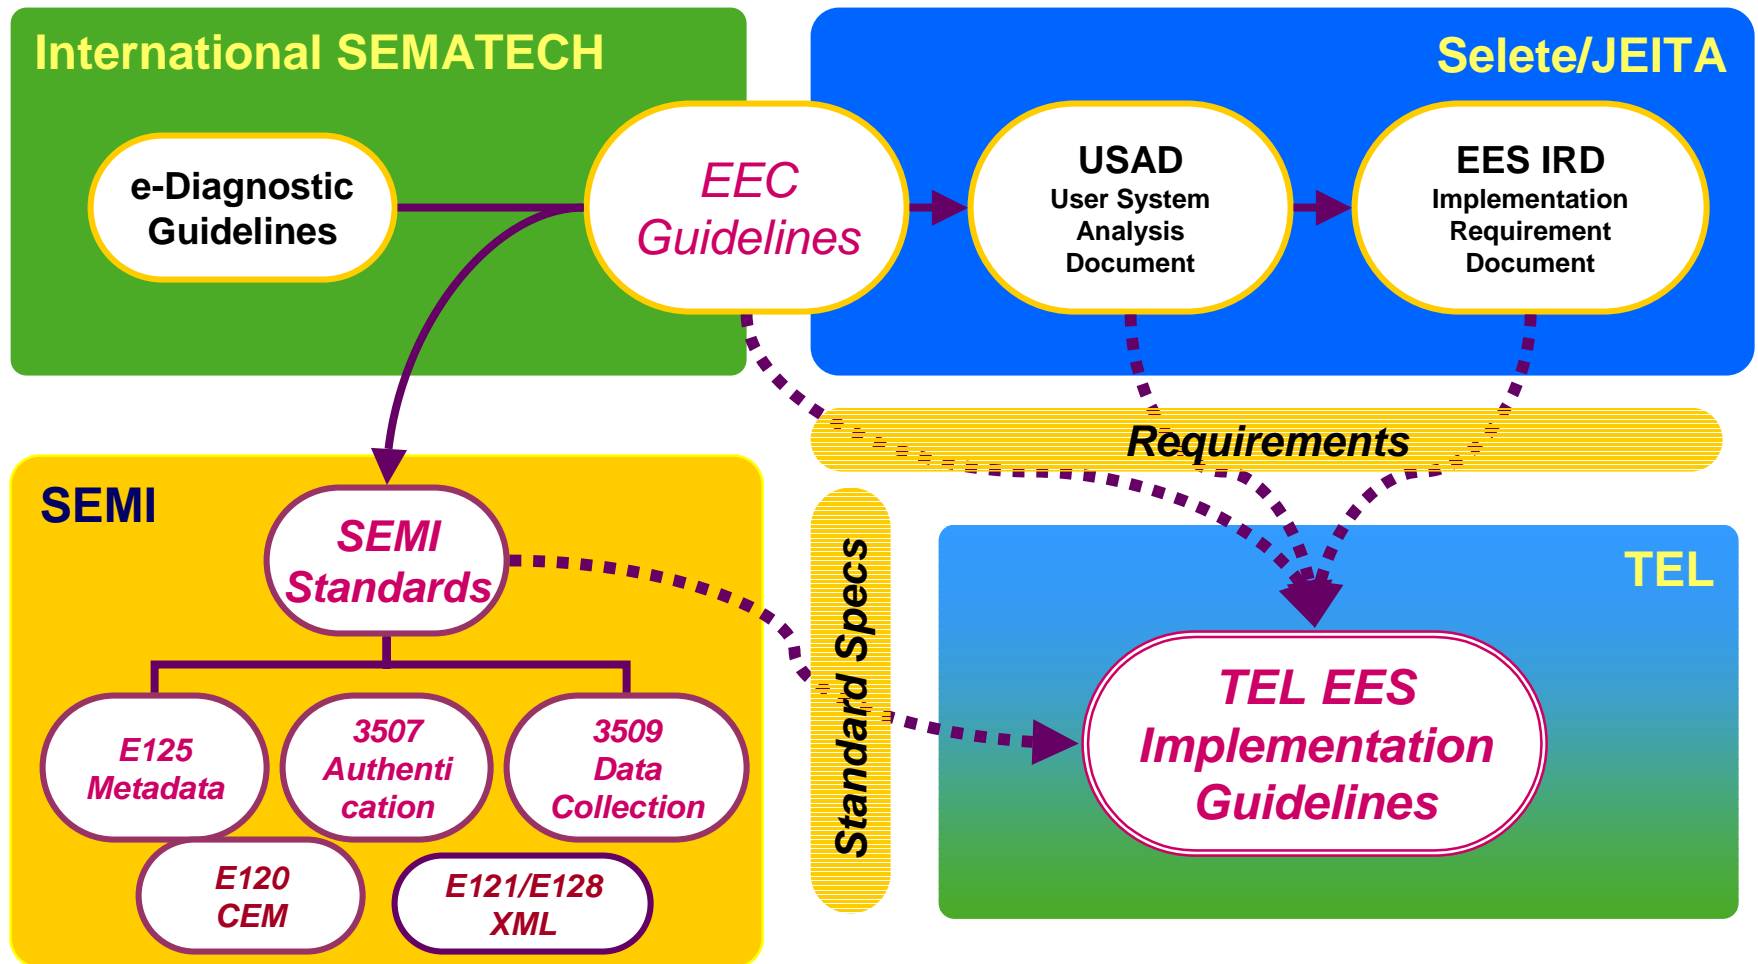 International SEMATECH
Selete/JEITA
e-Diagnostic
Guidelines
EEC
Guidelines
USAD
User System
Analysis
Document
EES IRD
Implementation
Requirement
Document
Requirements
SEMI
SEMI
Standards
Standard Specs
TEL
TEL EES
Implementation
Guidelines
E125
Metadata
3507
Authenti
cation
3509
Data
Collection
E120
CEM
E121/E128
XML